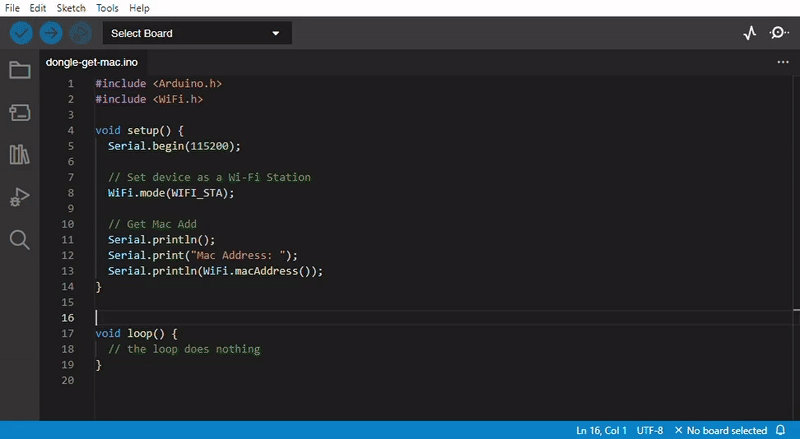 File Edit Sketch Tools Help
Select Board
dongle-get-mac.ino
1 #include <Arduino.h>
2 #include <WiFi.h>
3
4 void setup() {
5 Serial.begin(115200);
6
7 // Set device as a Wi-Fi Station
8 WiFi.mode(WIFI_STA);
9
10 // Get Mac Add
11 Serial.println();
12 Serial.print("Mac Address: ");
13 Serial.println(WiFi.macAddress());
14 }
15
16
17 void loop() {
18 // the loop does nothing
19 }
20
Ln 16, Col 1 UTF-8 × No board selected